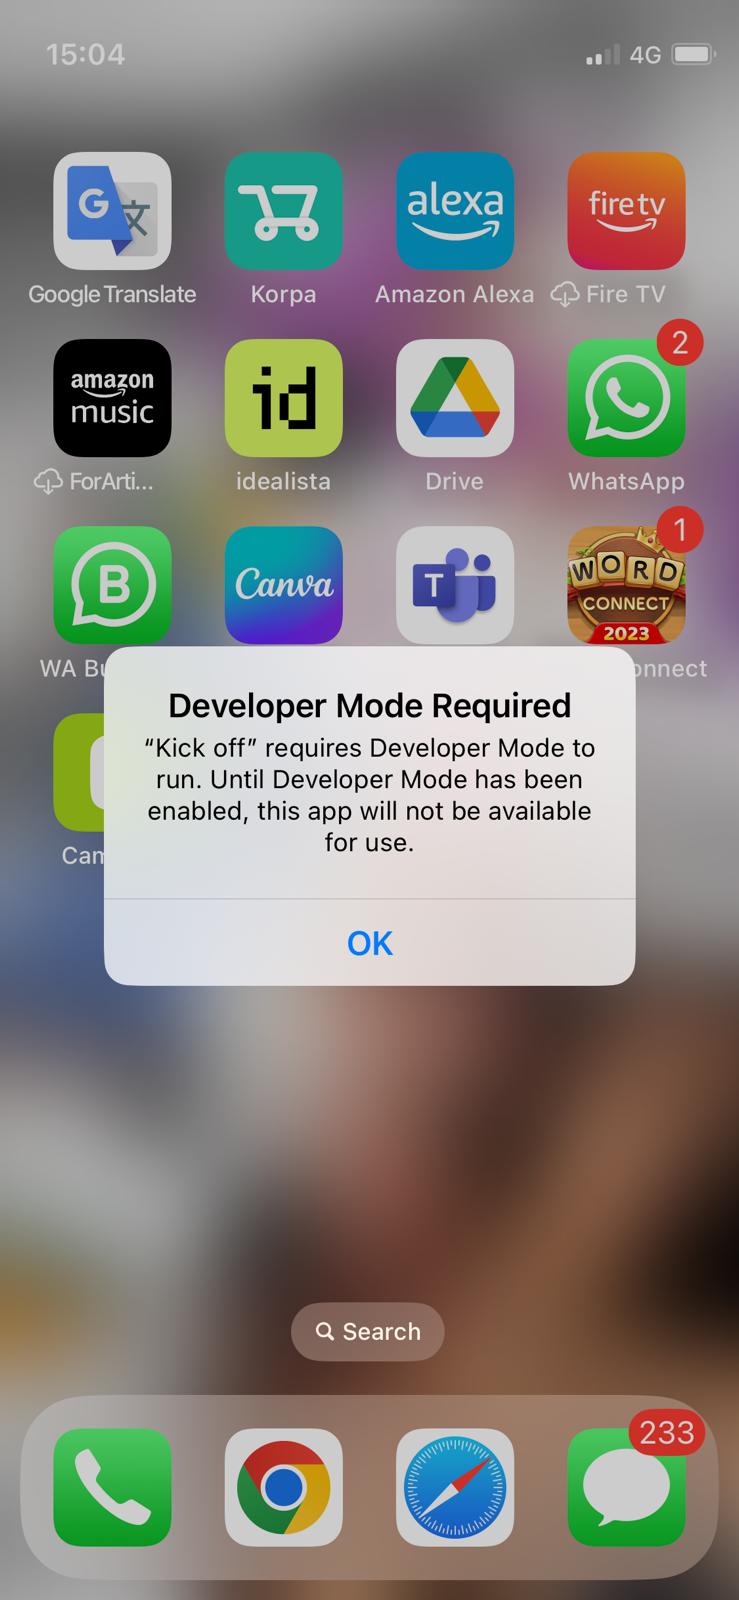 15:04
4G
G
文
alexa
firetv
Google Translate
Korpa
Amazon Alexa
Fire TV
amazon
music
id
2
ForArti...
idealista
Drive
WhatsApp
B
Canva
T
1
WORD
CONNECT
2023
WA Bu
onnect
Cam
Developer Mode Required
“Kick off” requires Developer Mode to
run. Until Developer Mode has been
enabled, this app will not be available
for use.
OK
Search
233